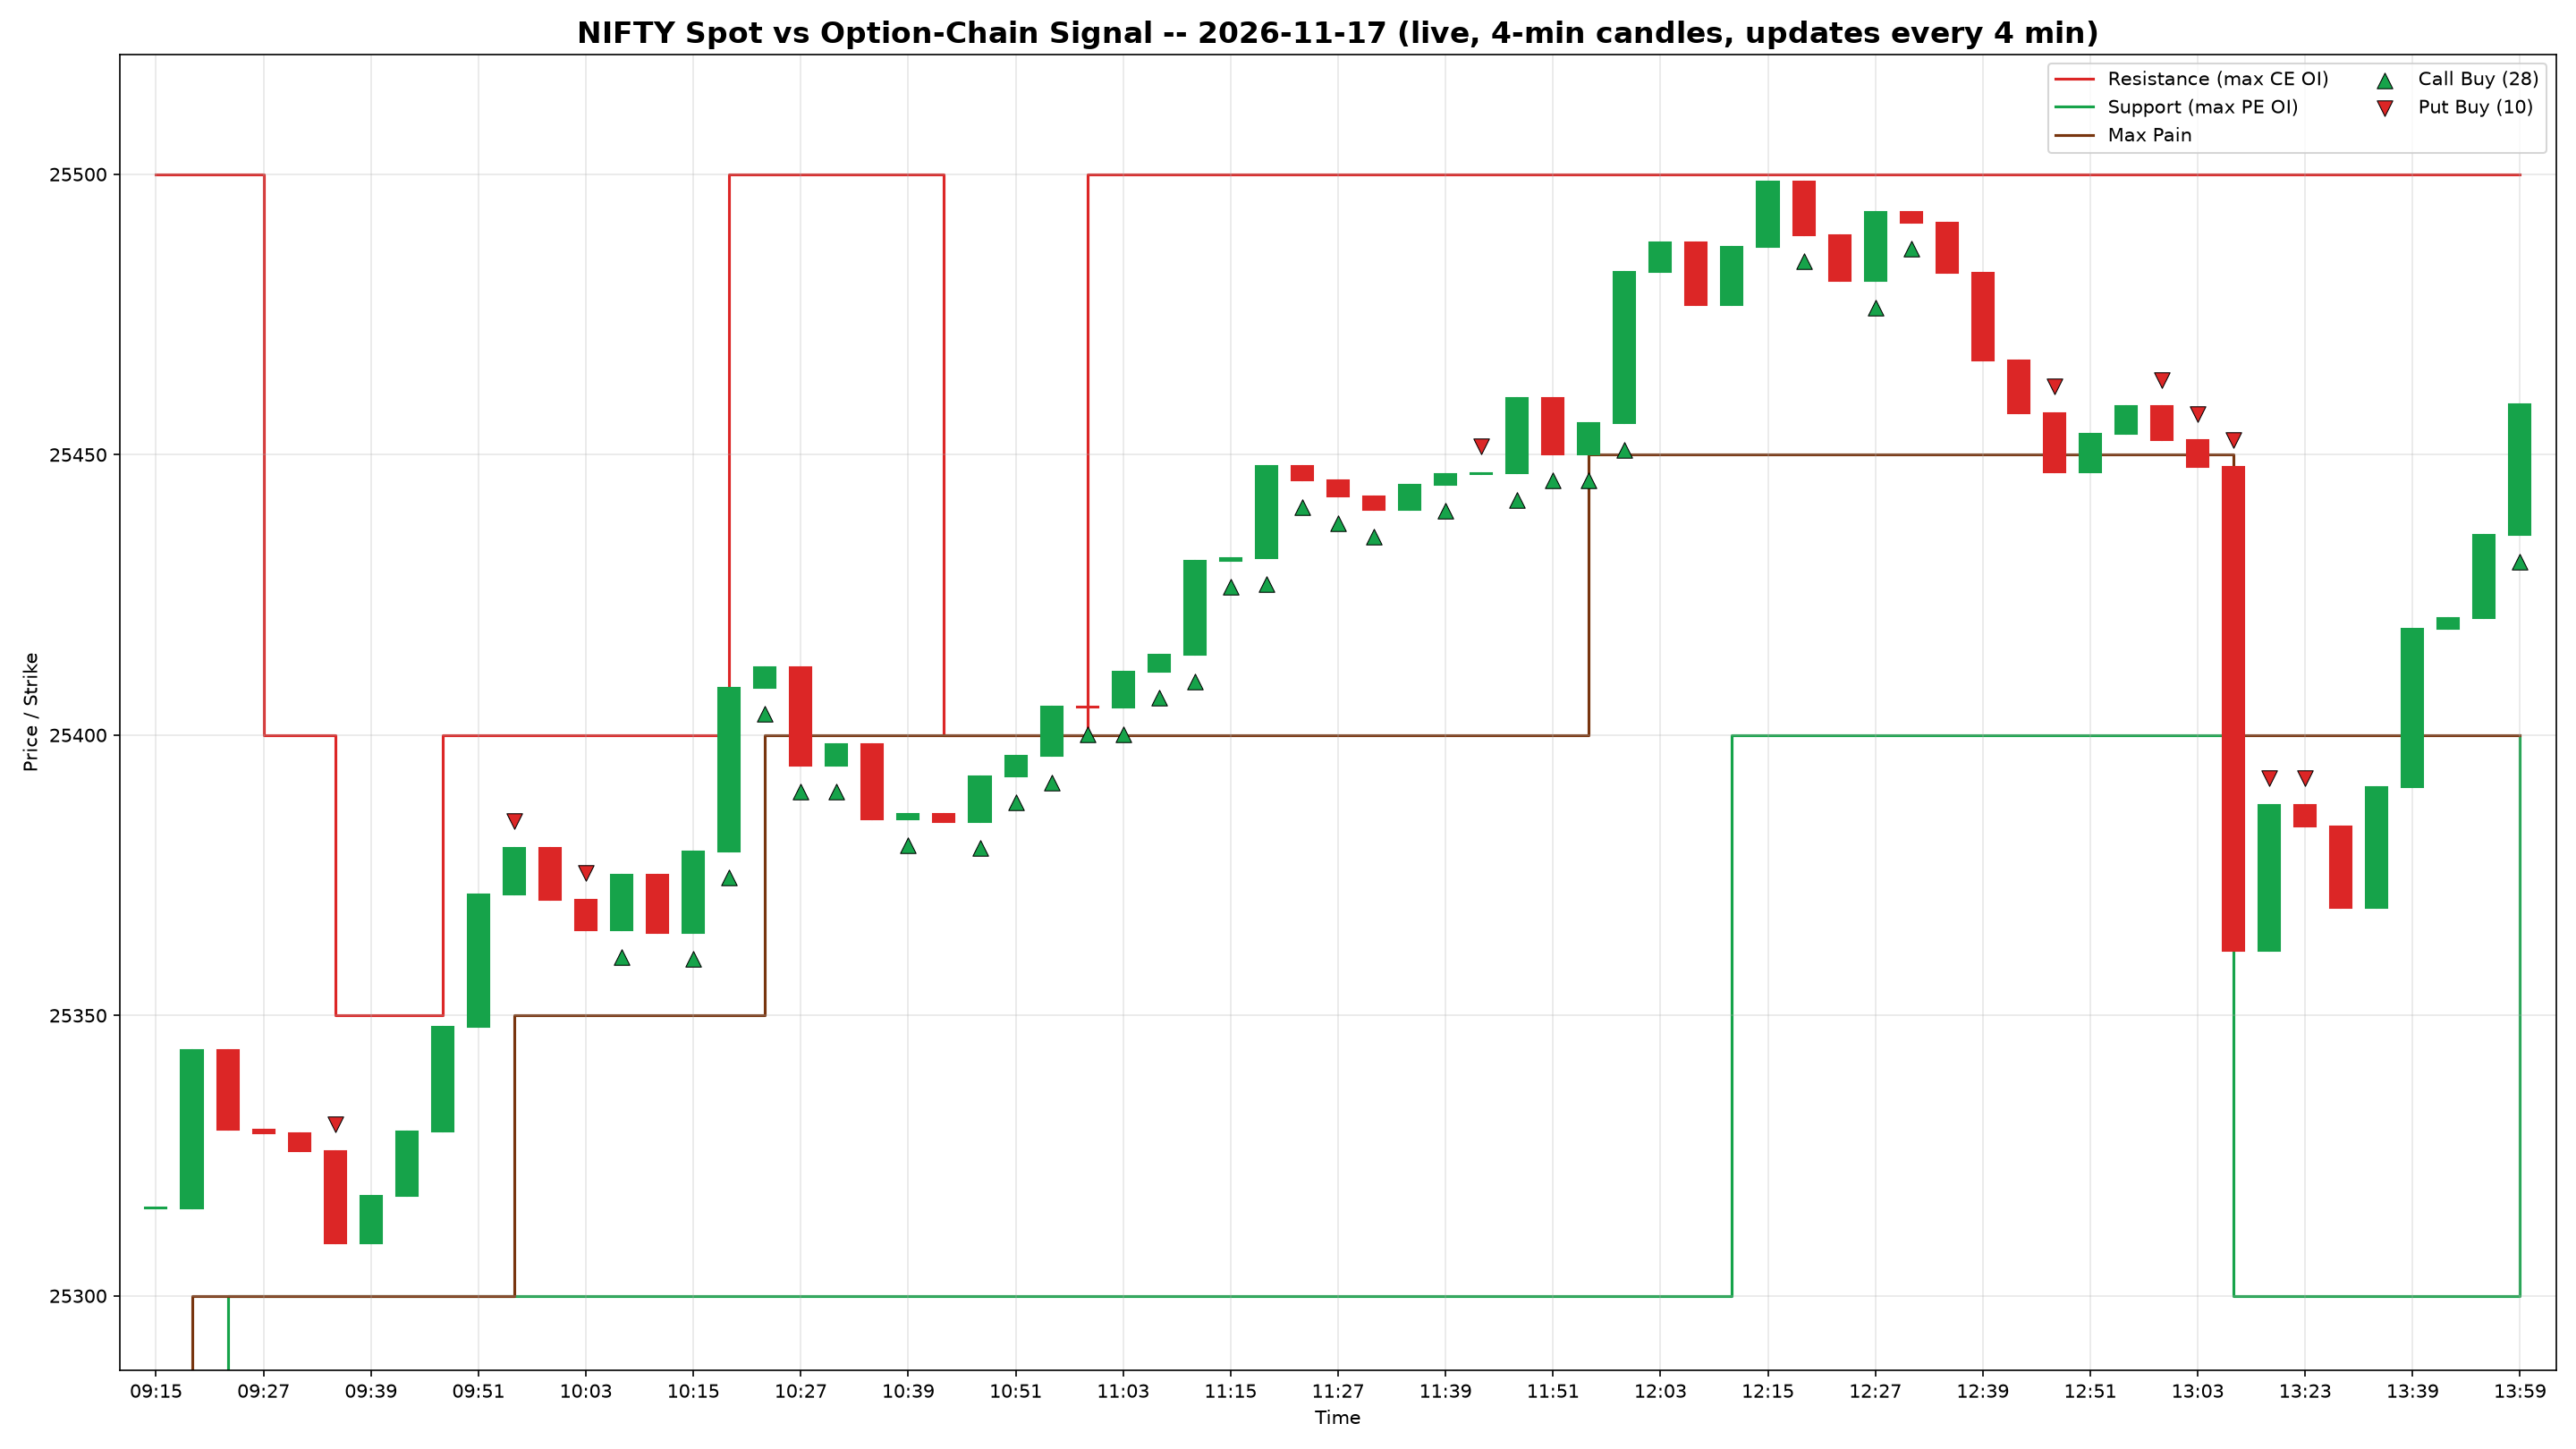 NIFTY Spot vs Option-Chain Signal -- 2026-11-17 (live, 4-min candles, updates every 4 min)
Resistance (max CE OI)
Support (max PE OI)
Max Pain
Call Buy (28)
Put Buy (10)
Price / Strike
25500
25450
25400
25350
25300
09:15 09:27 09:39 09:51 10:03 10:15 10:27 10:39 10:51 11:03 11:15 11:27 11:39 11:51 12:03 12:15 12:27 12:39 12:51 13:03 13:23 13:39 13:59
Time